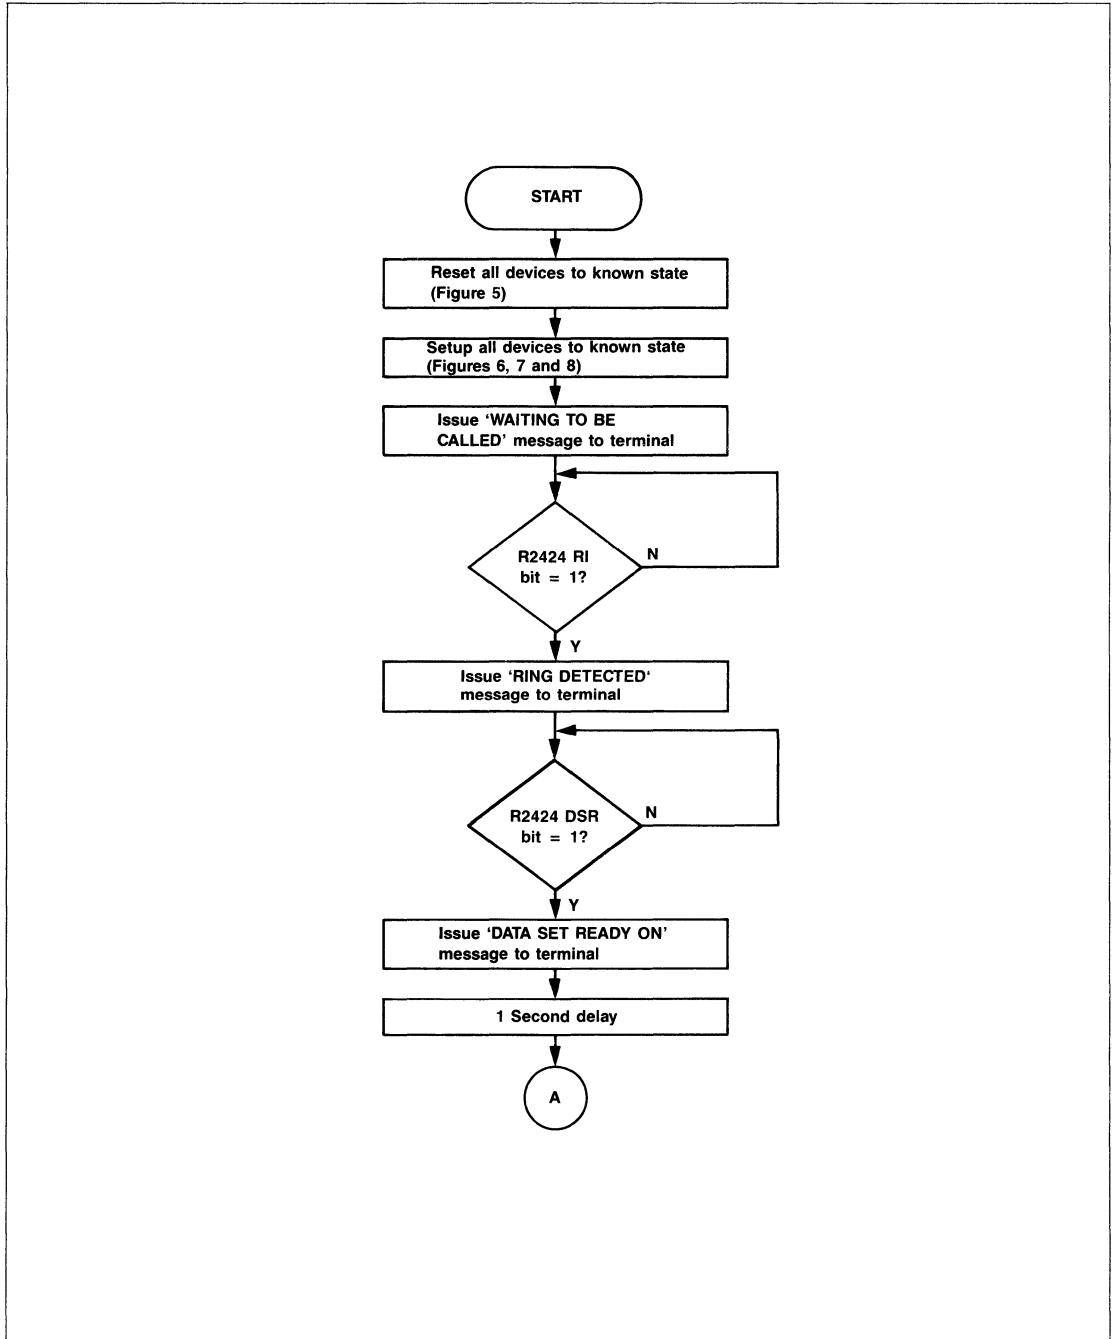 START
Reset all devices to known state
(Figure 5)
Setup all devices to known state
(Figures 6, 7 and 8)
Issue ‘WAITING TO BE
CALLED’ message to terminal
R2424 RI
bit = 1?
N
Y
Issue ‘RING DETECTED‘
message to terminal
R2424 DSR
bit = 1?
N
Y
Issue ‘DATA SET READY ON’
message to terminal
1 Second delay
A